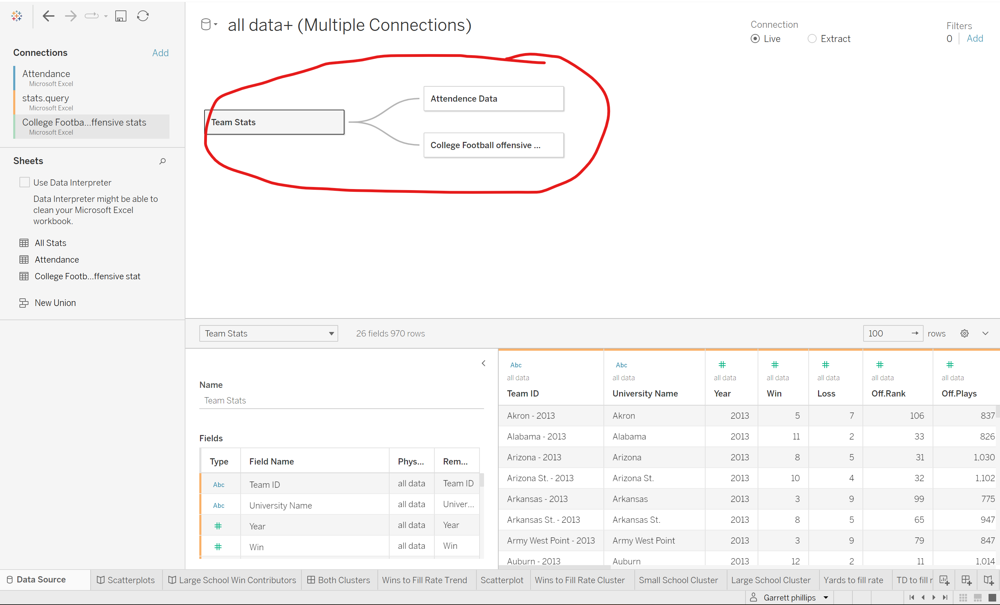 all data+ (Multiple Connections)
Connection
Live
Extract
Filters
0
Add
Connections
Add
Attendance
Microsoft Excel
stats.query
Microsoft Excel
College Footba...ffensive stats
Microsoft Excel
Team Stats
Attendence Data
College Football offensive ...
Sheets
Use Data Interpreter
Data Interpreter might be able to
clean your Microsoft Excel
workbook.
All Stats
Attendance
College Footb...ffensive stat
New Union
Team Stats
26 fields 970 rows
100
rows
Name
Team Stats
Fields
Type Field Name Phys... Rem...
Abc Team ID all data Team ID
Abc University Name all data Univer...
# Year all data Year
# Win all data Win
Abc Abc # # # # #
all data all data all data all data all data all data all data
Team ID University Name Year Win Loss Off.Rank Off.Plays
Akron - 2013 Akron 2013 5 7 106 837
Alabama - 2013 Alabama 2013 11 2 33 826
Arizona - 2013 Arizona 2013 8 5 31 1,030
Arizona St. - 2013 Arizona St. 2013 10 4 32 1,102
Arkansas - 2013 Arkansas 2013 3 9 99 775
Arkansas St. - 2013 Arkansas St. 2013 8 5 65 947
Army West Point - 2013 Army West Point 2013 3 9 79 847
Auburn - 2013 Auburn 2013 12 2 11 1,014
Data Source Scatterplots Large School Win Contributors Both Clusters Wins to Fill Rate Trend Scatterplot Wins to Fill Rate Cluster Small School Cluster Large School Cluster Yards to fill rate TD to fill r
Garrett phillips